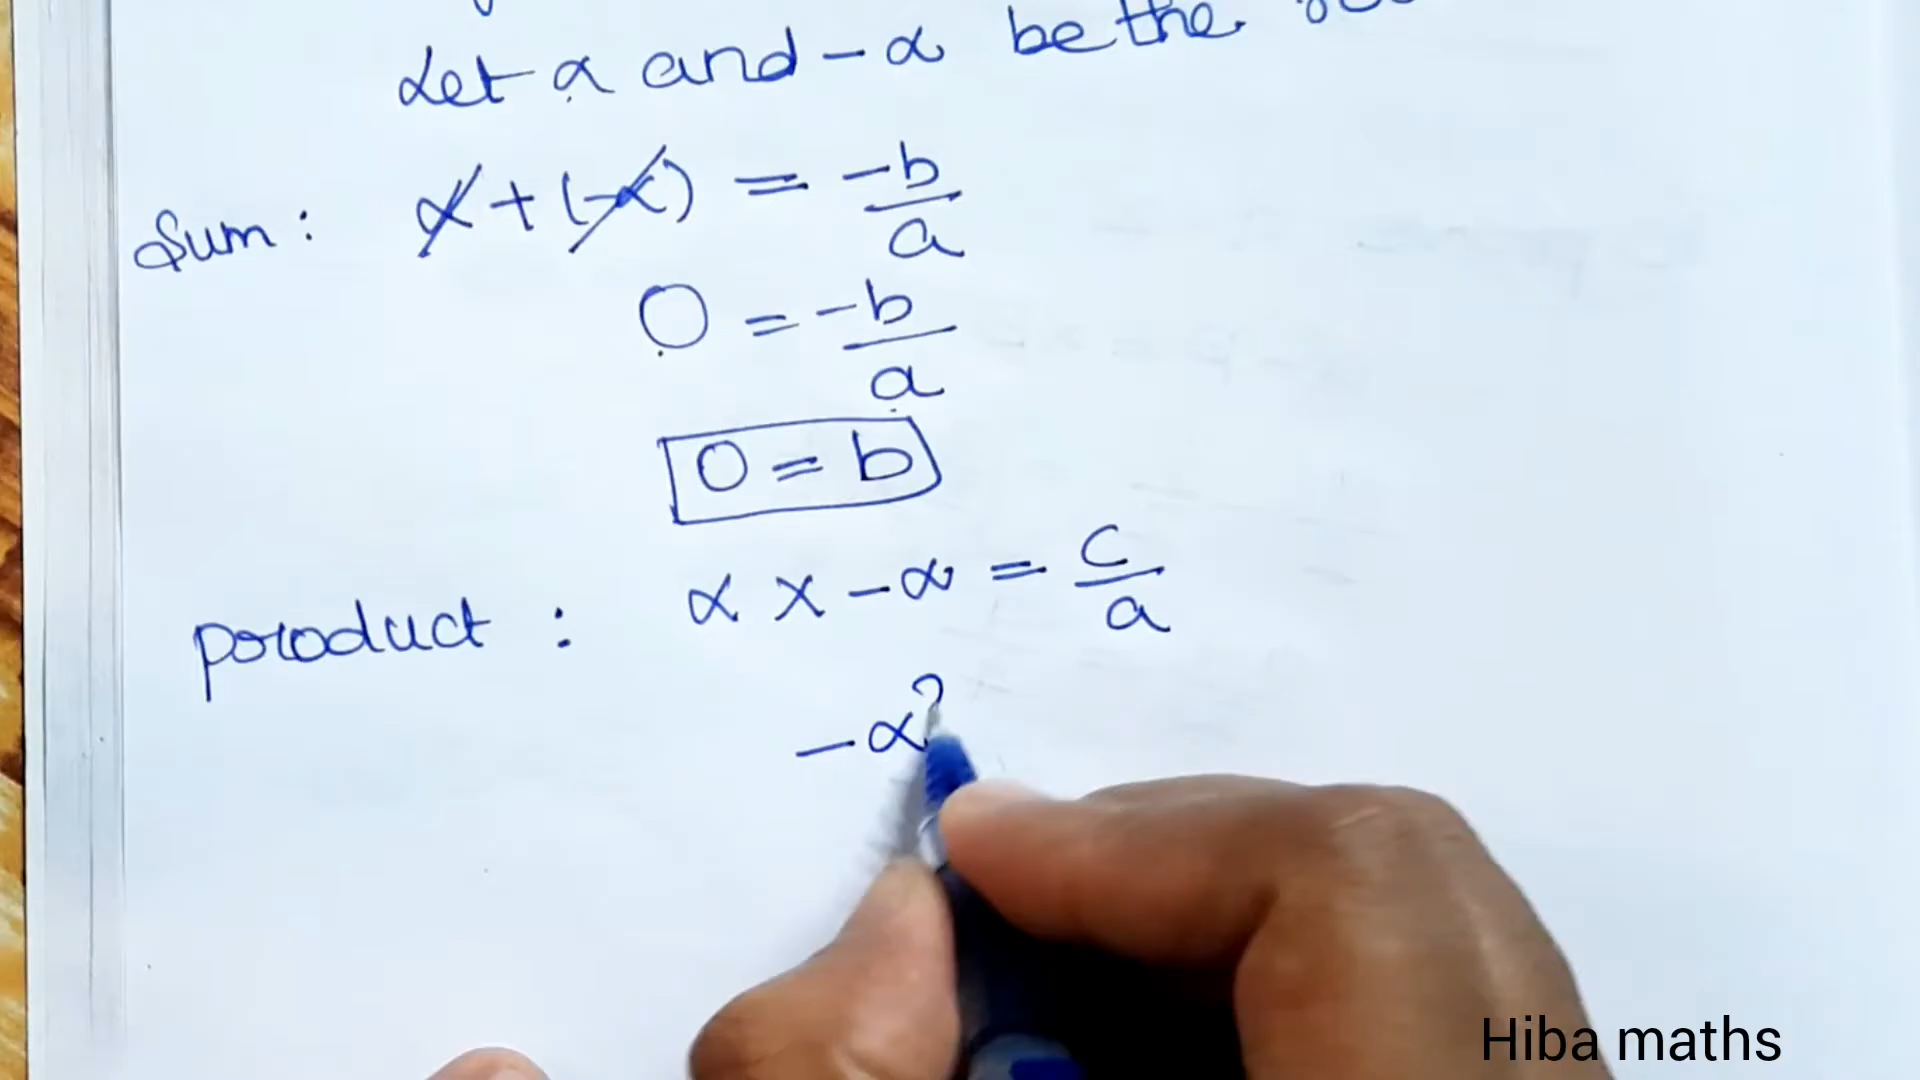 Let α and - α be the
Sum : α + (-α) = -b/a
0 = -b/a
0 = b
poroduct : α x - α = c/a
- α²
Hiba maths